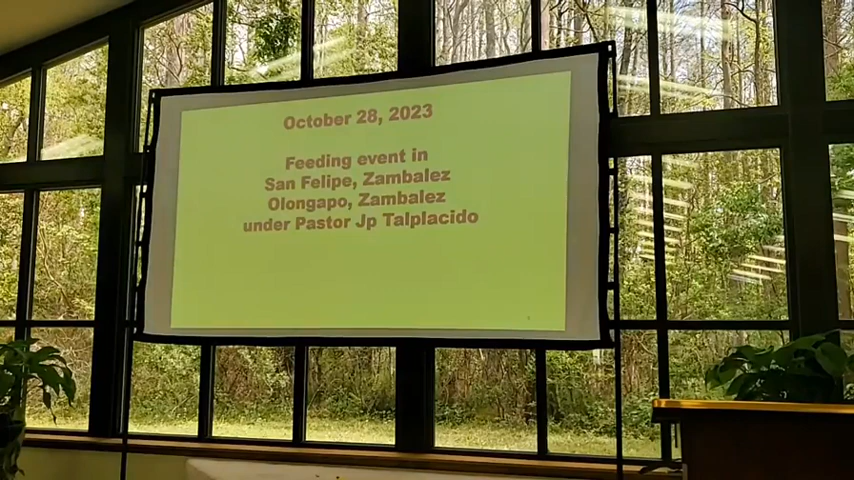 October 28, 2023
Feeding event in
San Felipe, Zambalez
Olongapo, Zambalez
under Pastor Jp Talplacido